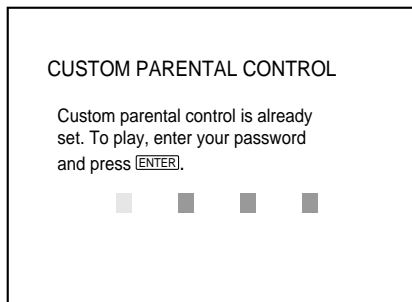 CUSTOM PARENTAL CONTROL
Custom parental control is already
set. To play, enter your password
and press ENTER.